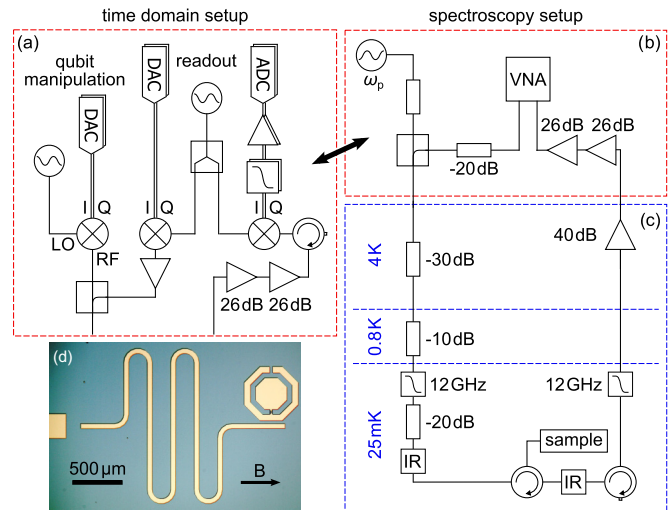 time domain setup
spectroscopy setup
(a)
qubit
manipulation
DAC
DAC
readout
ADC
I Q
I Q
I Q
LO
RF
26dB 26dB
(b)
ωp
VNA
-20dB
26dB 26dB
(c)
4K
-30dB
40dB
0.8K
-10dB
25mK
12GHz
12GHz
-20dB
IR
sample
IR
(d)
500µm
B